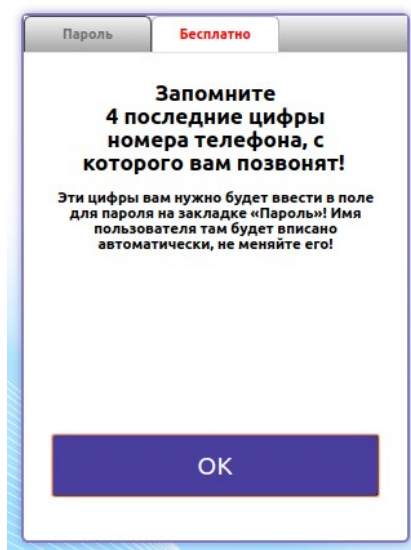 Пароль
Бесплатно
Запомните
4 последние цифры
номера телефона, с
которого вам позвонят!
Эти цифры вам нужно будет ввести в поле
для пароля на закладке «Пароль»! Имя
пользователя там будет вписано
автоматически, не меняйте его!
OK